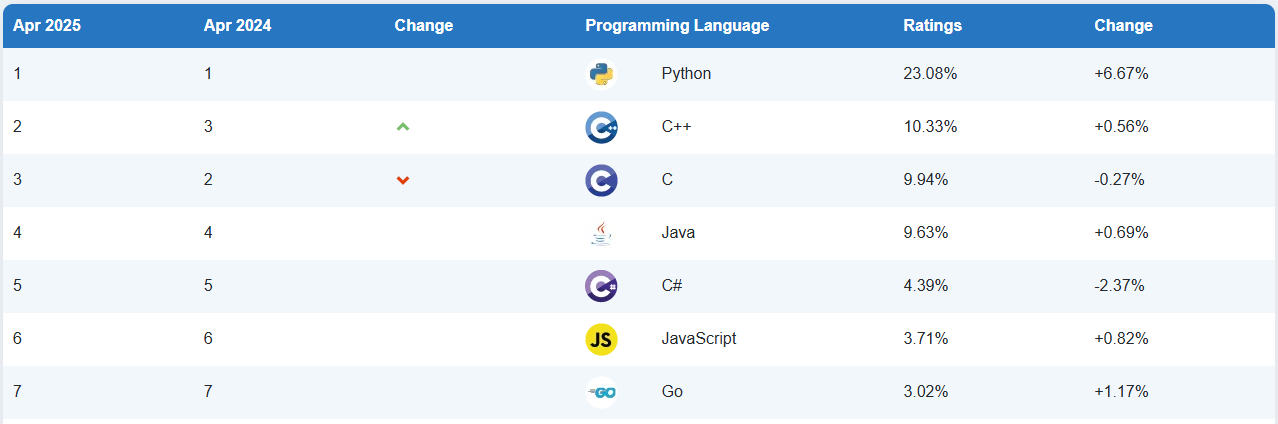 Apr 2025 Apr 2024 Change Programming Language Ratings Change
1 1 Python 23.08% +6.67%
2 3 C++ 10.33% +0.56%
3 2 C 9.94% -0.27%
4 4 Java 9.63% +0.69%
5 5 C# 4.39% -2.37%
6 6 JS JavaScript 3.71% +0.82%
7 7 GO Go 3.02% +1.17%